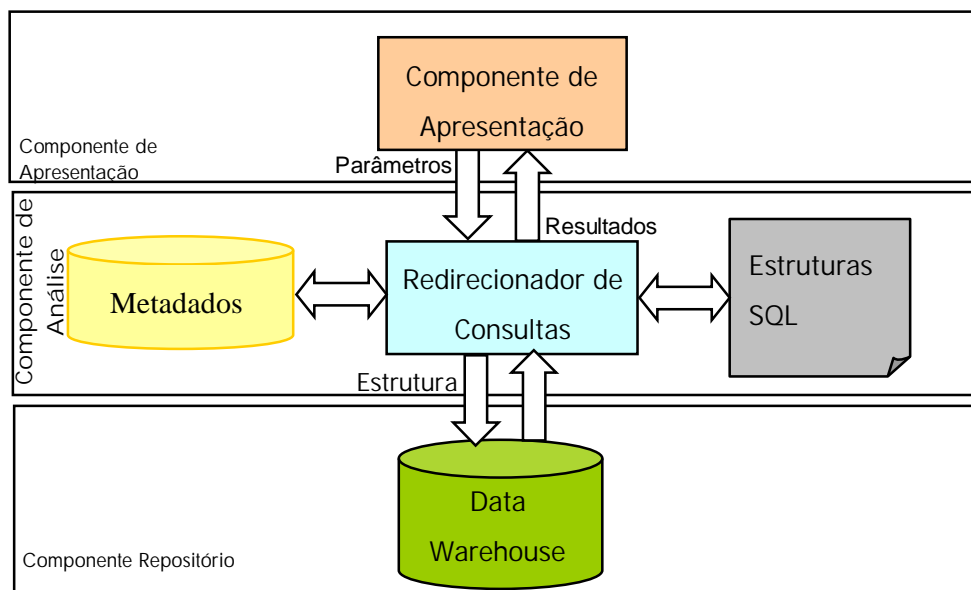 Componente de
Apresentação
Componente de
Apresentação
Parâmetros
Resultados
Componente de
Análise
Metadados
Redirecionador de
Consultas
Estruturas
SQL
Estrutura
Data
Warehouse
Componente Repositório